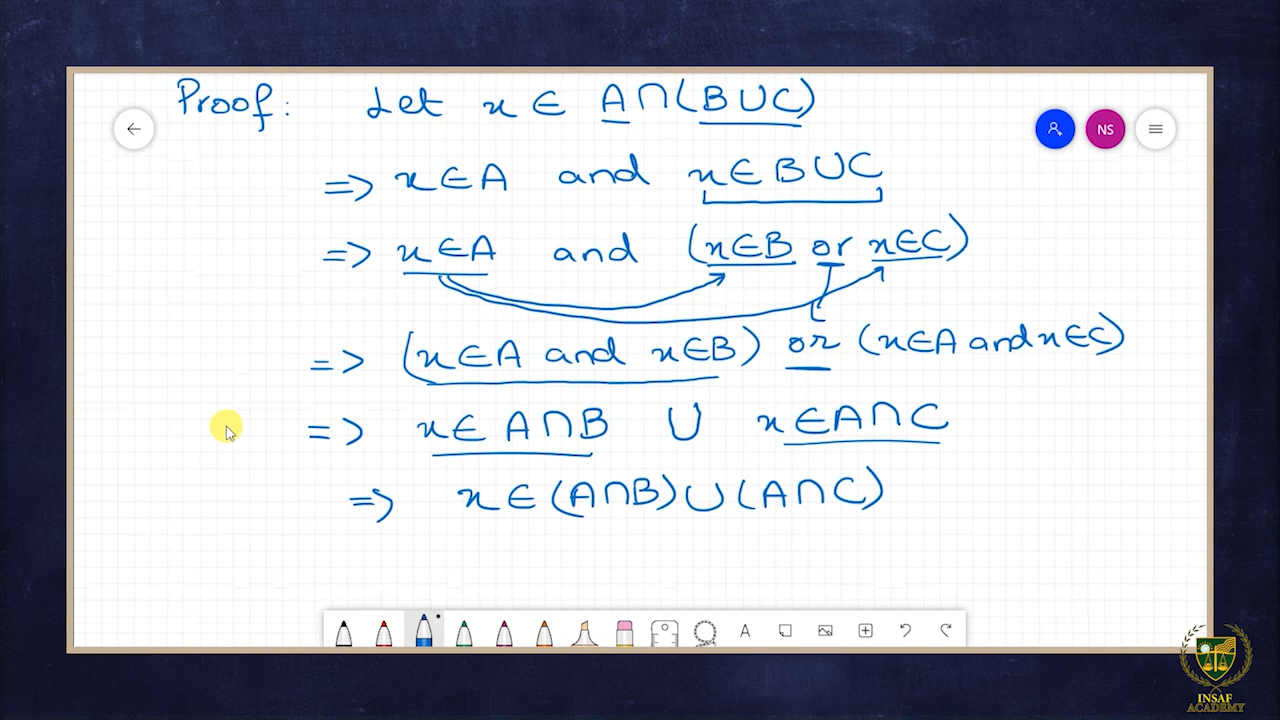 Proof: Let x ∈ A∩(B∪C)
NS
=> x∈A and x∈B∪C
=> x∈A and (x∈B or x∈C)
=> (x∈A and x∈B) or (x∈A and x∈C)
=> x∈ A∩B ∪ x∈A∩C
=> x∈(A∩B)∪(A∩C)
A
INSAF
ACADEMY